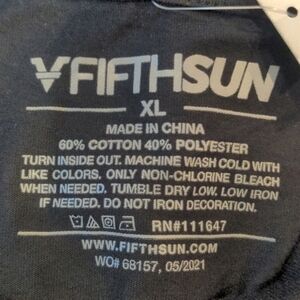 FIFTHSUN
XL
MADE IN CHINA
60% COTTON 40% POLYESTER
TURN INSIDE OUT. MACHINE WASH COLD WITH
LIKE COLORS. ONLY NON-CHLORINE BLEACH
WHEN NEEDED. TUMBLE DRY LOW. LOW IRON
IF NEEDED. DO NOT IRON DECORATION.
RN#111647
WWW.FIFTHSUN.COM
WO# 68157, 05/2021